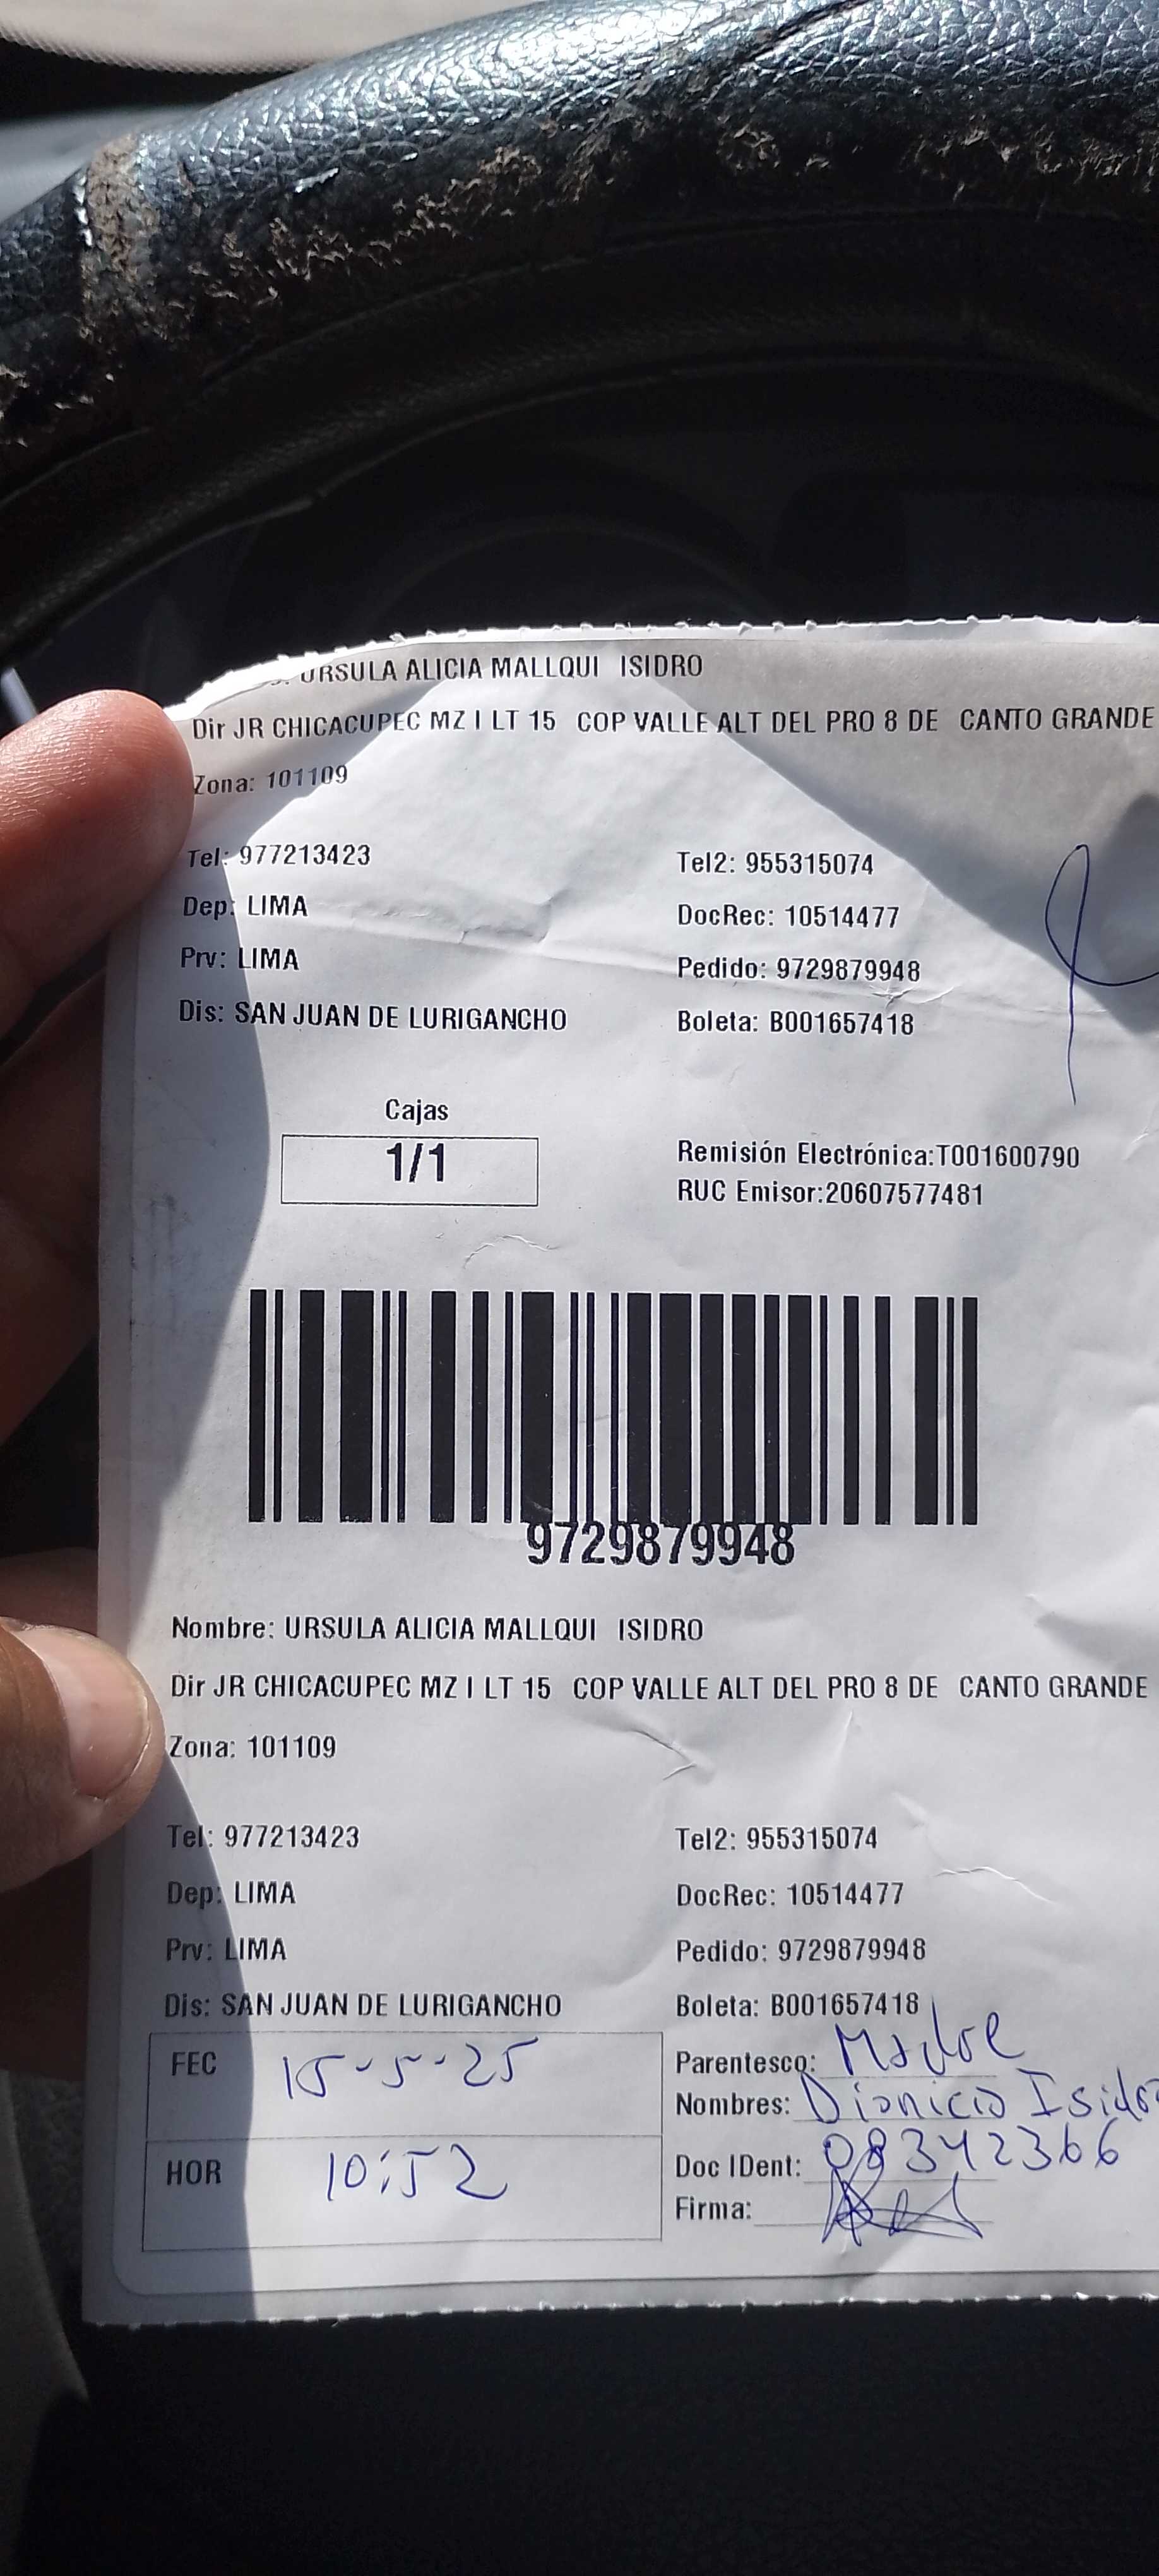 URSULA ALICIA MALLQUI ISIDRO
Dir JR CHICACUPEC MZ I LT 15 COP VALLE ALT DEL PRO 8 DE CANTO GRANDE
Zona: 101109
Tel: 977213423 Tel2: 955315074
Dep: LIMA DocRec: 10514477
Prv: LIMA Pedido: 9729879948
Dis: SAN JUAN DE LURIGANCHO Boleta: B001657418
Cajas
1/1
Remisión Electrónica:T001600790
RUC Emisor:20607577481
9729879948
Nombre: URSULA ALICIA MALLQUI ISIDRO
Dir JR CHICACUPEC MZ I LT 15 COP VALLE ALT DEL PRO 8 DE CANTO GRANDE
Zona: 101109
Tel: 977213423 Tel2: 955315074
Dep: LIMA DocRec: 10514477
Prv: LIMA Pedido: 9729879948
Dis: SAN JUAN DE LURIGANCHO Boleta: B001657418
FEC 15-5-25
HOR 10:52
Parentesco: Madre
Nombres: Dionicio Isidro
Doc IDent: 08342366
Firma: